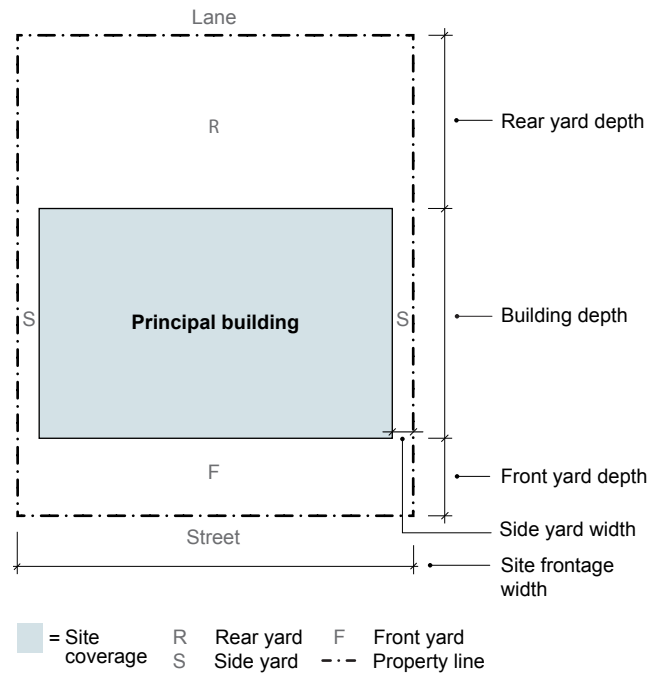 Lane
R
Rear yard depth
S
Principal building
S
Building depth
F
Front yard depth
Side yard width
Street
Site frontage
width
= Site
coverage
R Rear yard
F Front yard
S Side yard
Property line